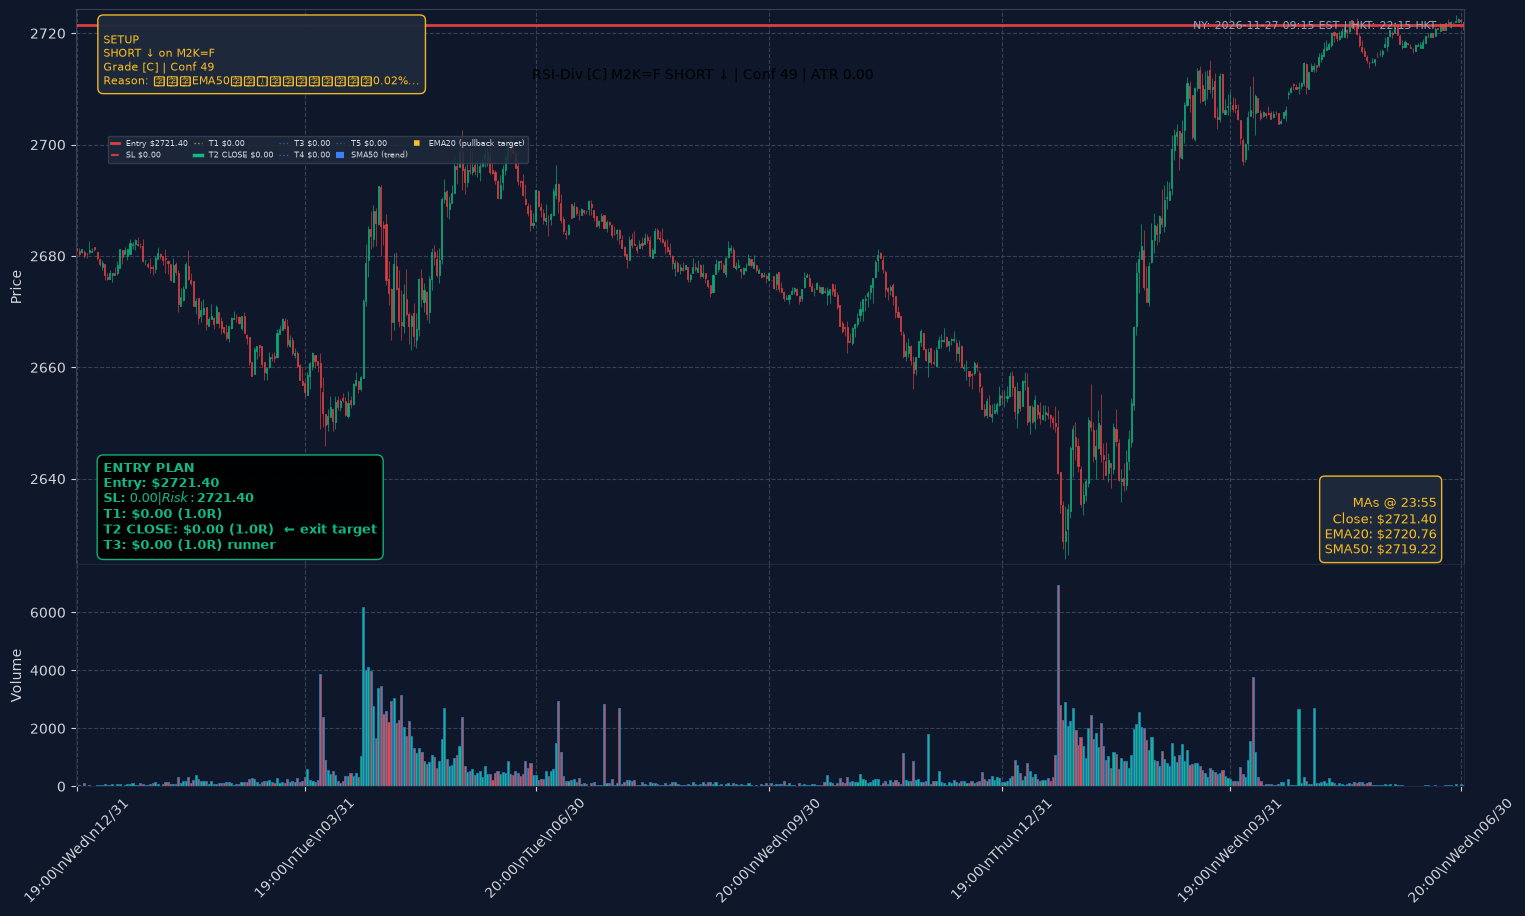 NY: 2026-11-27 09:15 EST | HKT: 22:15 HKT
SETUP
SHORT ↓ on M2K=F
Grade [C] | Conf 49
Reason: EMA50 0.02%...
RSI-Div [C] M2K=F SHORT ↓ | Conf 49 | ATR 0.00
Entry $2721.40
SL $0.00
T1 $0.00
T2 CLOSE $0.00
T3 $0.00
T4 $0.00
T5 $0.00
SMA50 (trend)
EMA20 (pullback target)
Price
2720
2700
2680
2660
2640
ENTRY PLAN
Entry: $2721.40
SL: 0.00|Risk:2721.40
T1: $0.00 (1.0R)
T2 CLOSE: $0.00 (1.0R) ← exit target
T3: $0.00 (1.0R) runner
MAs @ 23:55
Close: $2721.40
EMA20: $2720.76
SMA50: $2719.22
Volume
6000
4000
2000
0
19:00\nWed\n12/31
19:00\nTue\n03/31
20:00\nTue\n06/30
20:00\nWed\n09/30
19:00\nThu\n12/31
19:00\nWed\n03/31
20:00\nWed\n06/30